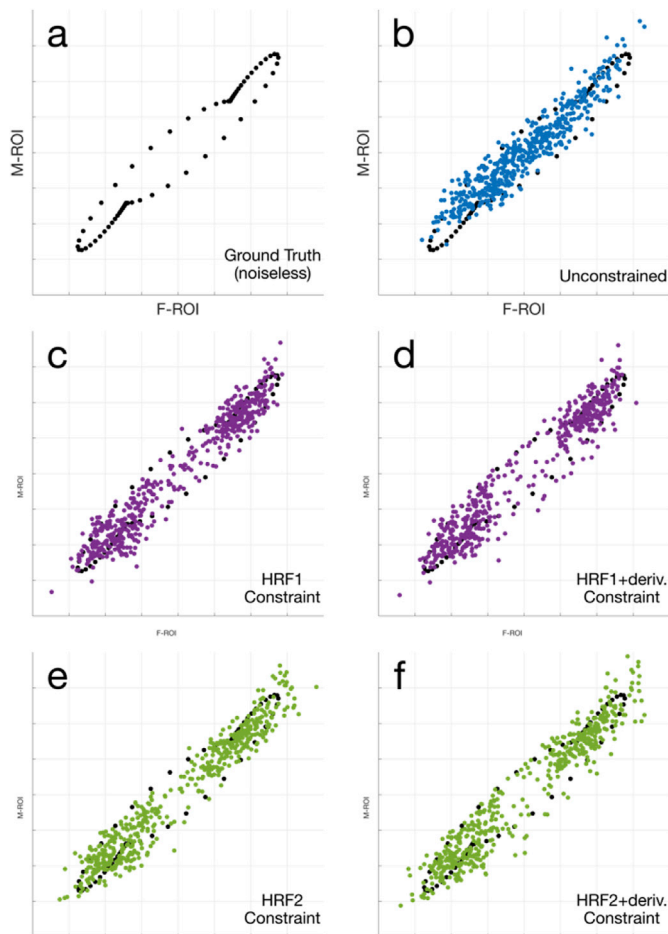 a
M-ROI
Ground Truth
(noiseless)
F-ROI
b
M-ROI
Unconstrained
F-ROI
c
M-ROI
HRF1
Constraint
F-ROI
d
M-ROI
HRF1+deriv.
Constraint
F-ROI
e
M-ROI
HRF2
Constraint
f
M-ROI
HRF2+deriv.
Constraint